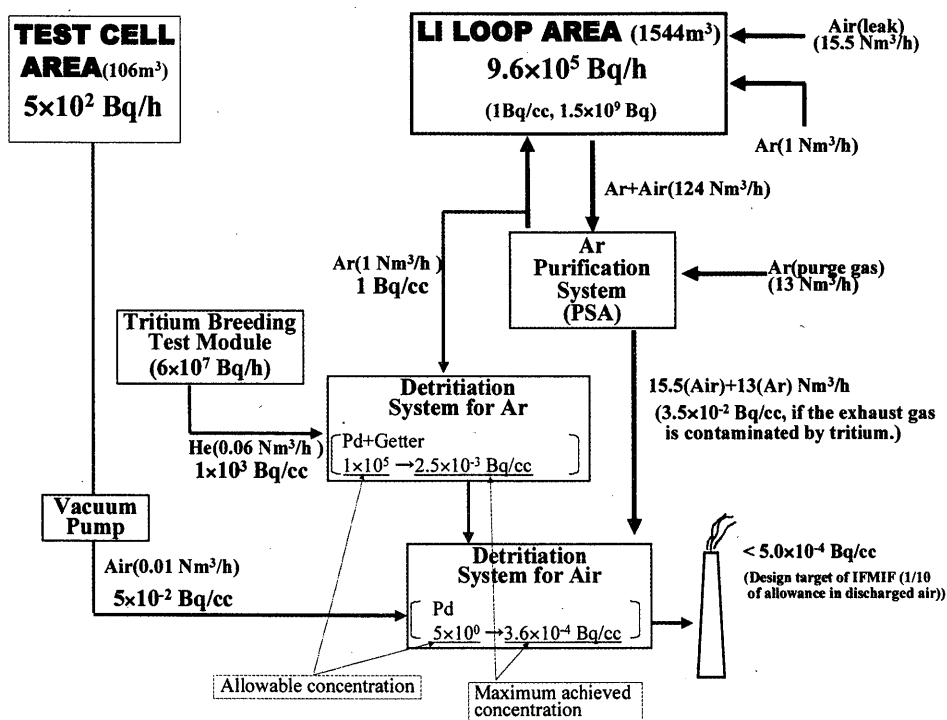 TEST CELL
AREA(106m³)
5×10² Bq/h
LI LOOP AREA (1544m³)
9.6×10⁵ Bq/h
(1Bq/cc, 1.5×10⁹ Bq)
Air(leak)
(15.5 Nm³/h)
Ar(1 Nm³/h)
Ar+Air(124 Nm³/h)
Ar(1 Nm³/h )
1 Bq/cc
Ar
Purification
System
(PSA)
Ar(purge gas)
(13 Nm³/h)
Tritium Breeding
Test Module
(6×10⁷ Bq/h)
15.5(Air)+13(Ar) Nm³/h
(3.5×10⁻² Bq/cc, if the exhaust gas
is contaminated by tritium.)
Detritiation
System for Ar
Pd+Getter
1×10⁵ →2.5×10⁻³ Bq/cc
He(0.06 Nm³/h )
1×10³ Bq/cc
Vacuum
Pump
Air(0.01 Nm³/h)
5×10⁻² Bq/cc
Detritiation
System for Air
Pd
5×10⁰ →3.6×10⁻⁴ Bq/cc
< 5.0×10⁻⁴ Bq/cc
(Design target of IFMIF (1/10
of allowance in discharged air))
Allowable concentration
Maximum achieved
concentration